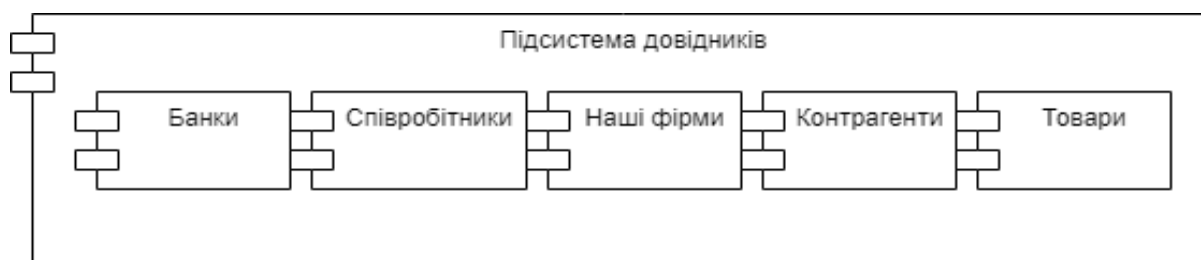 Підсистема довідників
Банки
Співробітники
Наші фірми
Контрагенти
Товари